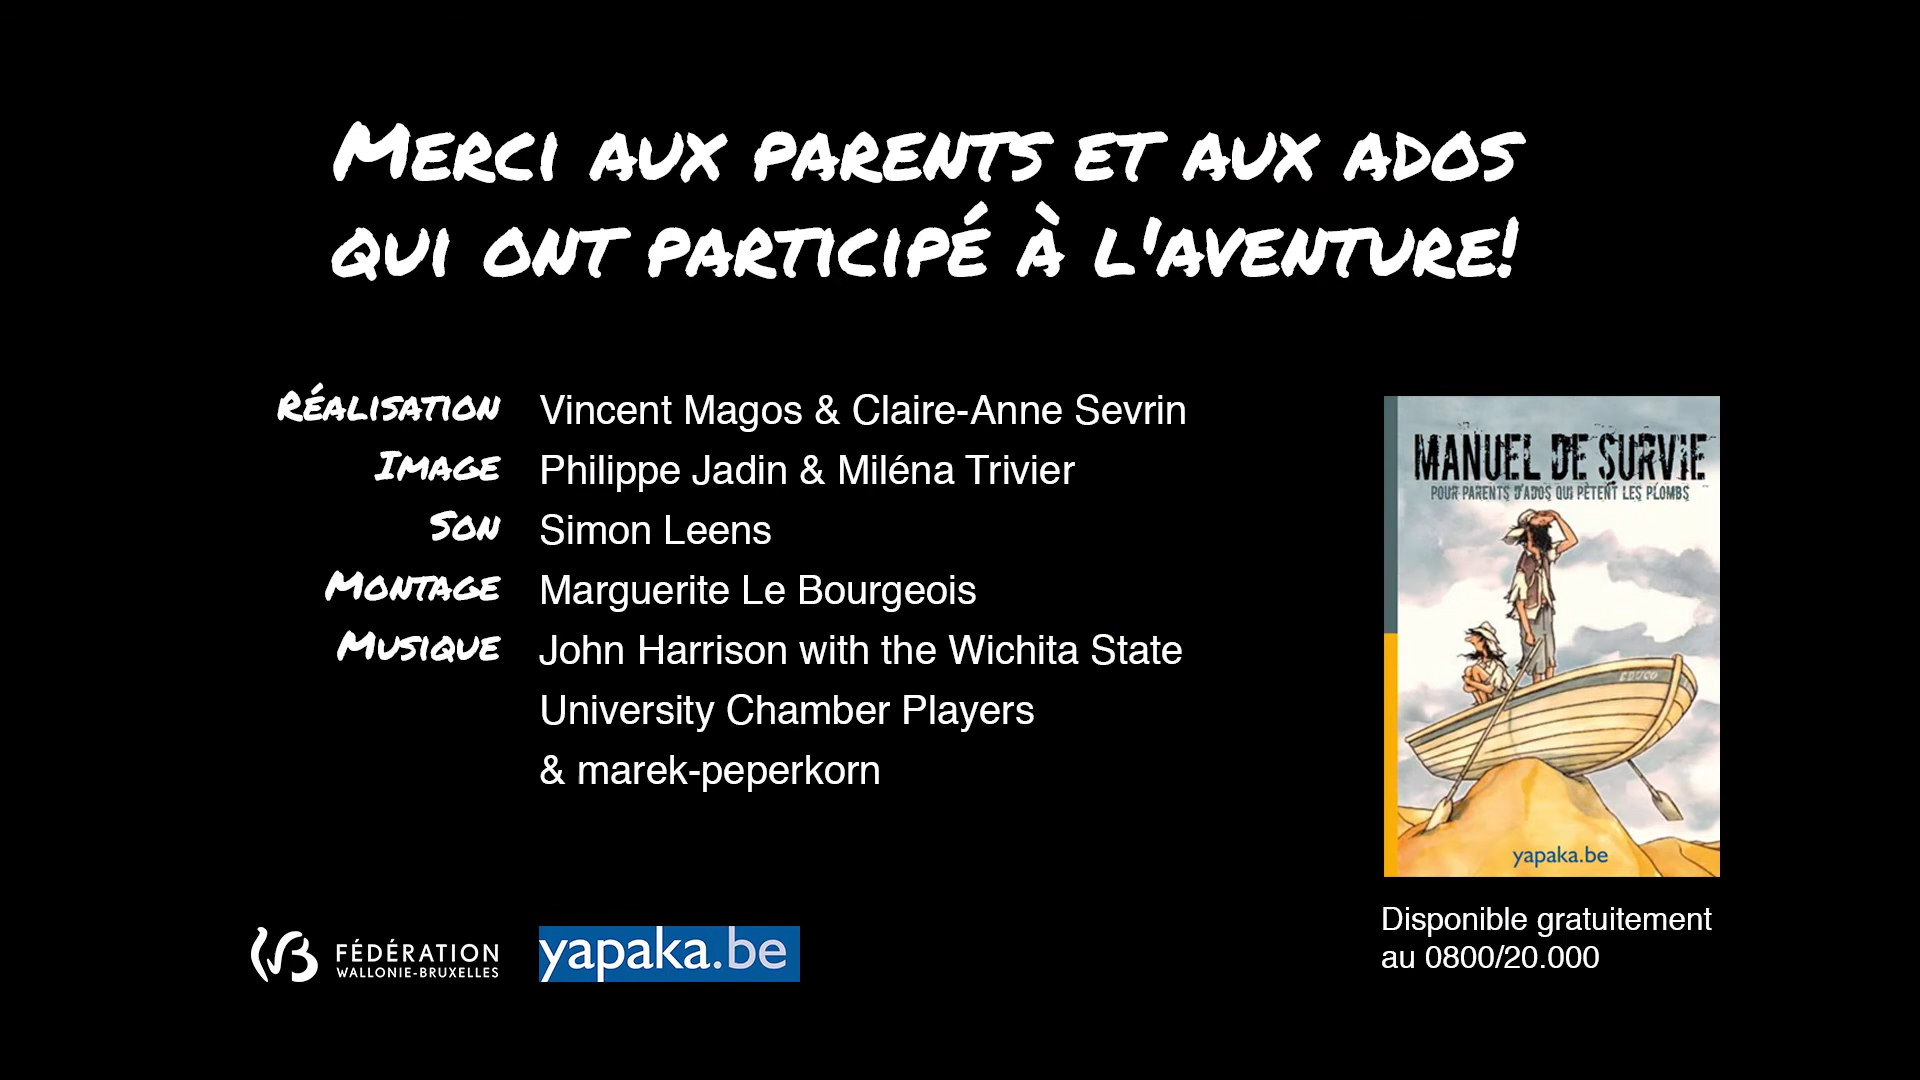 MERCI AUX PARENTS ET AUX ADOS
QUI ONT PARTICIPÉ À L'AVENTURE!
RÉALISATION Vincent Magos & Claire-Anne Sevrin
IMAGE Philippe Jadin & Miléna Trivier
SON Simon Leens
MONTAGE Marguerite Le Bourgeois
MUSIQUE John Harrison with the Wichita State
University Chamber Players
& marek-peperkorn
MANUEL DE SURVIE
POUR PARENTS D'ADOS QUI PÈTENT LES PLOMBS
EDUCO
yapaka.be
Disponible gratuitement
au 0800/20.000
FÉDÉRATION
WALLONIE-BRUXELLES
yapaka.be